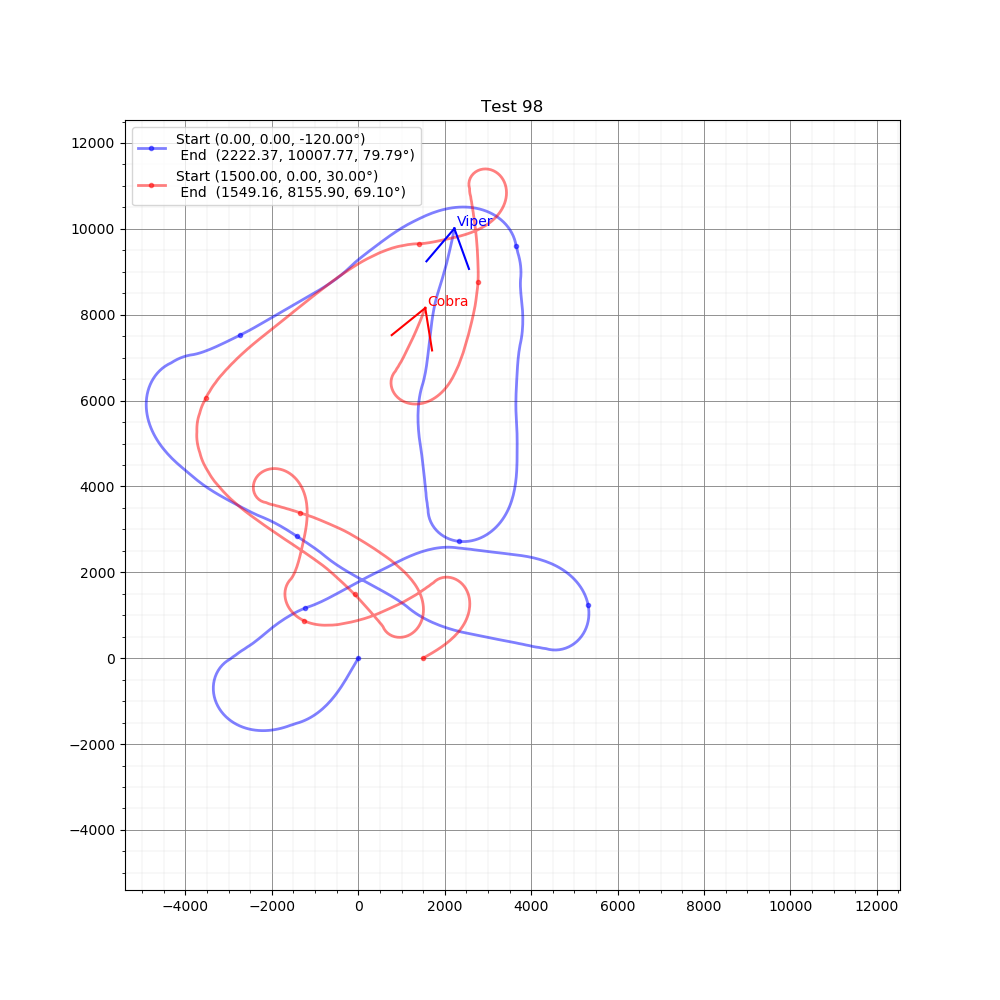 Test 98
Start (0.00, 0.00, -120.00°)
End (2222.37, 10007.77, 79.79°)
Start (1500.00, 0.00, 30.00°)
End (1549.16, 8155.90, 69.10°)
12000
10000
8000
6000
4000
2000
0
−2000
−4000
Viper
Cobra
−4000 −2000 0 2000 4000 6000 8000 10000 12000